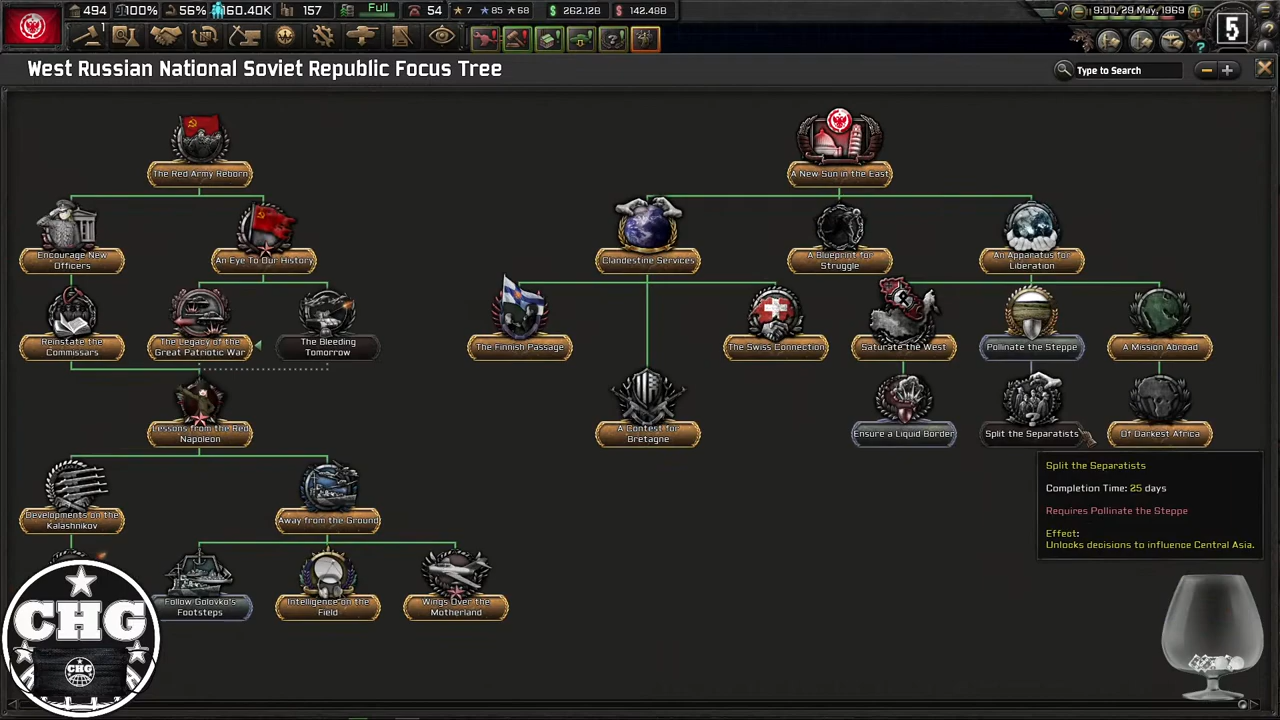 494 100% 56% 60.40K 157 Full 54 7 85 68 $ 262.12B $ 142.48B 9:00, 29 May, 1969 5
1
West Russian National Soviet Republic Focus Tree
Type to Search
The Red Army Reborn
A New Sun in the East
Encourage New Officers
An Eye To Our History
Clandestine Services
A Blueprint for Struggle
An Apparatus for Liberation
Reinstate the Commissars
The Legacy of the Great Patriotic War
The Bleeding Tomorrow
The Finnish Passage
The Swiss Connection
Saturate the West
Pollinate the Steppe
A Mission Abroad
Lessons from the Red Napoleon
A Contest for Bretagne
Ensure a Liquid Border
Split the Separatists
Of Darkest Africa
Split the Separatists
Completion Time: 25 days
Requires Pollinate the Steppe
Effect:
Unlocks decisions to influence Central Asia.
Developments on the Kalashnikov
Away from the Ground
Follow Golovko's Footsteps
Intelligence on the Field
Wings Over the Motherland
CHG
CHG